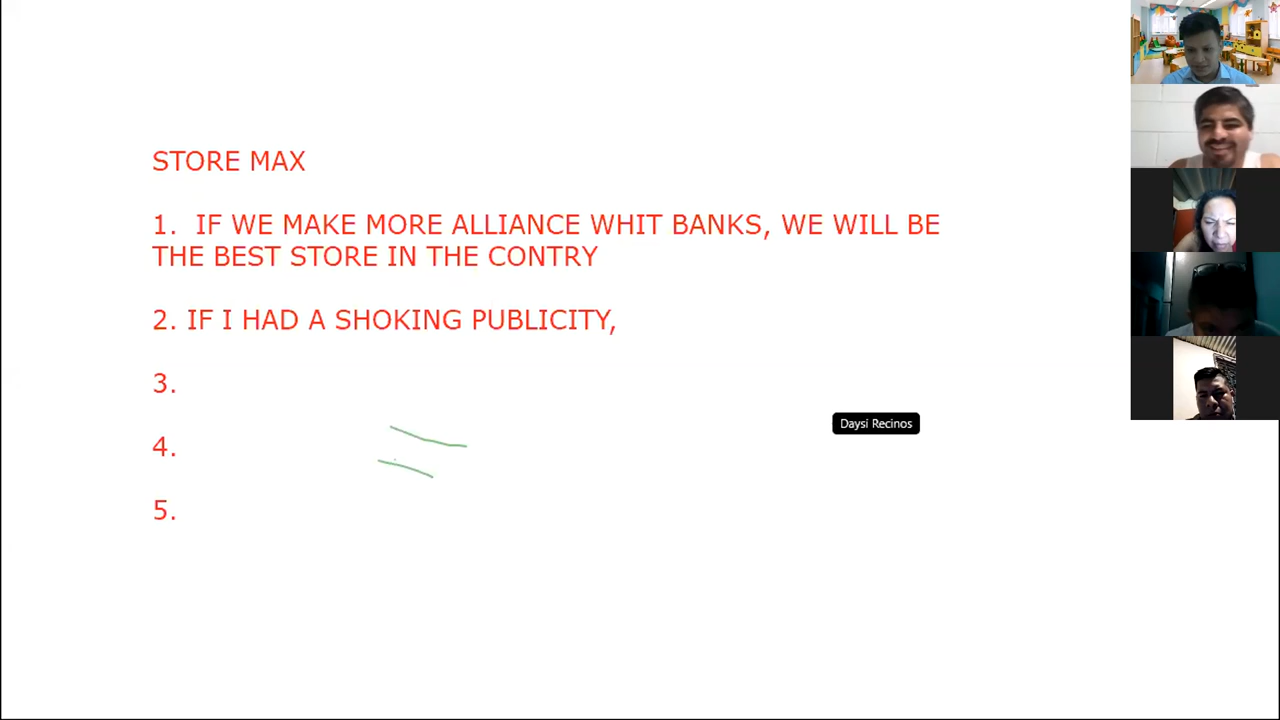 STORE MAX
1. IF WE MAKE MORE ALLIANCE WHIT BANKS, WE WILL BE
THE BEST STORE IN THE CONTRY
2. IF I HAD A SHOKING PUBLICITY,
3.
Daysi Recinos
4.
5.